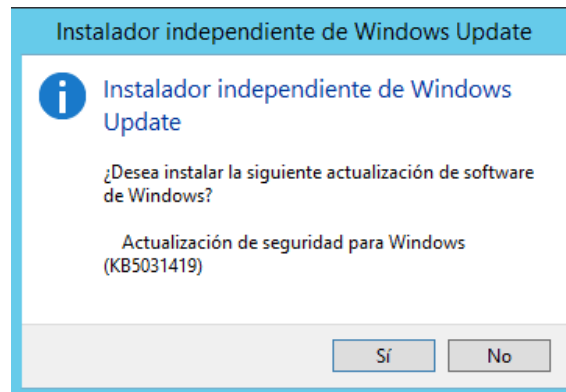 Instalador independiente de Windows Update
Instalador independiente de Windows
Update
¿Desea instalar la siguiente actualización de software
de Windows?
Actualización de seguridad para Windows
(KB5031419)
Sí
No